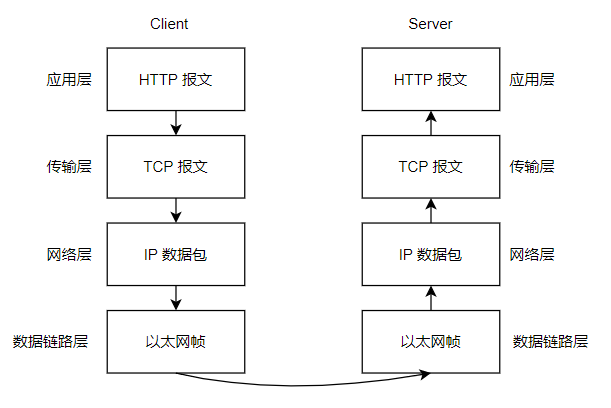 Client Server
应用层 HTTP 报文 HTTP 报文 应用层
传输层 TCP 报文 TCP 报文 传输层
网络层 IP 数据包 IP 数据包 网络层
数据链路层 以太网帧 以太网帧 数据链路层